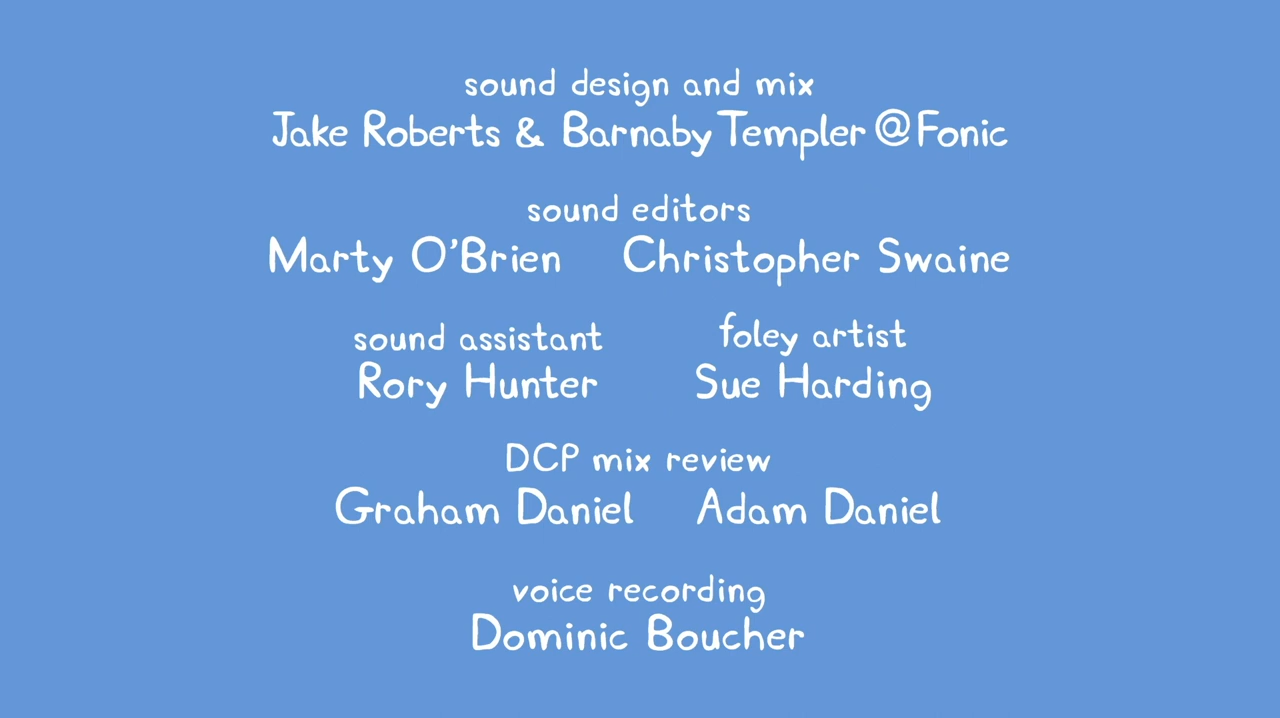 sound design and mix
Jake Roberts & Barnaby Templer @ Fonic
sound editors
Marty O'Brien Christopher Swaine
sound assistant foley artist
Rory Hunter Sue Harding
DCP mix review
Graham Daniel Adam Daniel
voice recording
Dominic Boucher